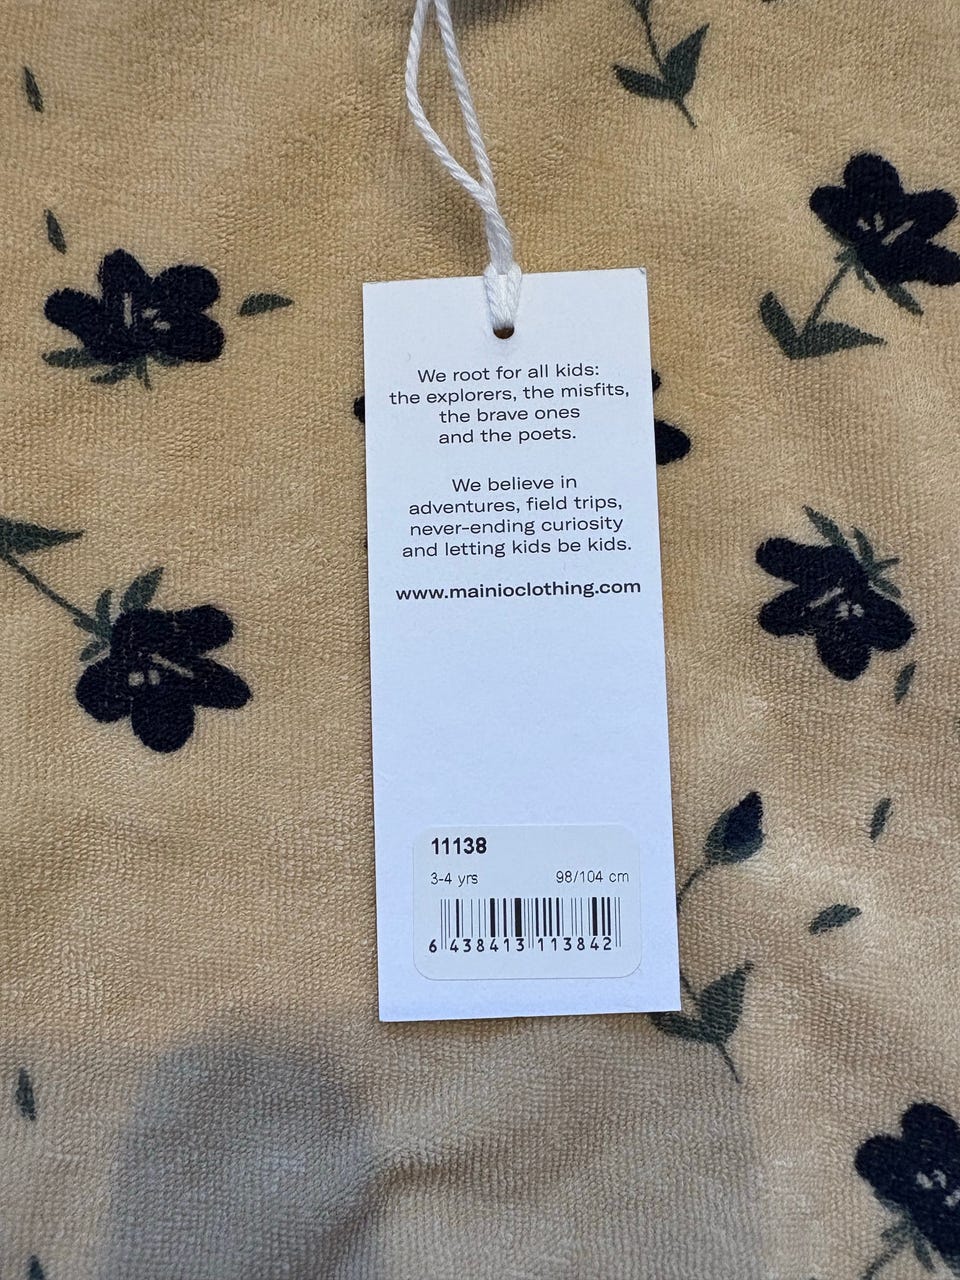 We root for all kids:
the explorers, the misfits,
the brave ones
and the poets.
We believe in
adventures, field trips,
never-ending curiosity
and letting kids be kids.
www.mainioclothing.com
11138
3-4 yrs 98/104 cm
6 438413 113842